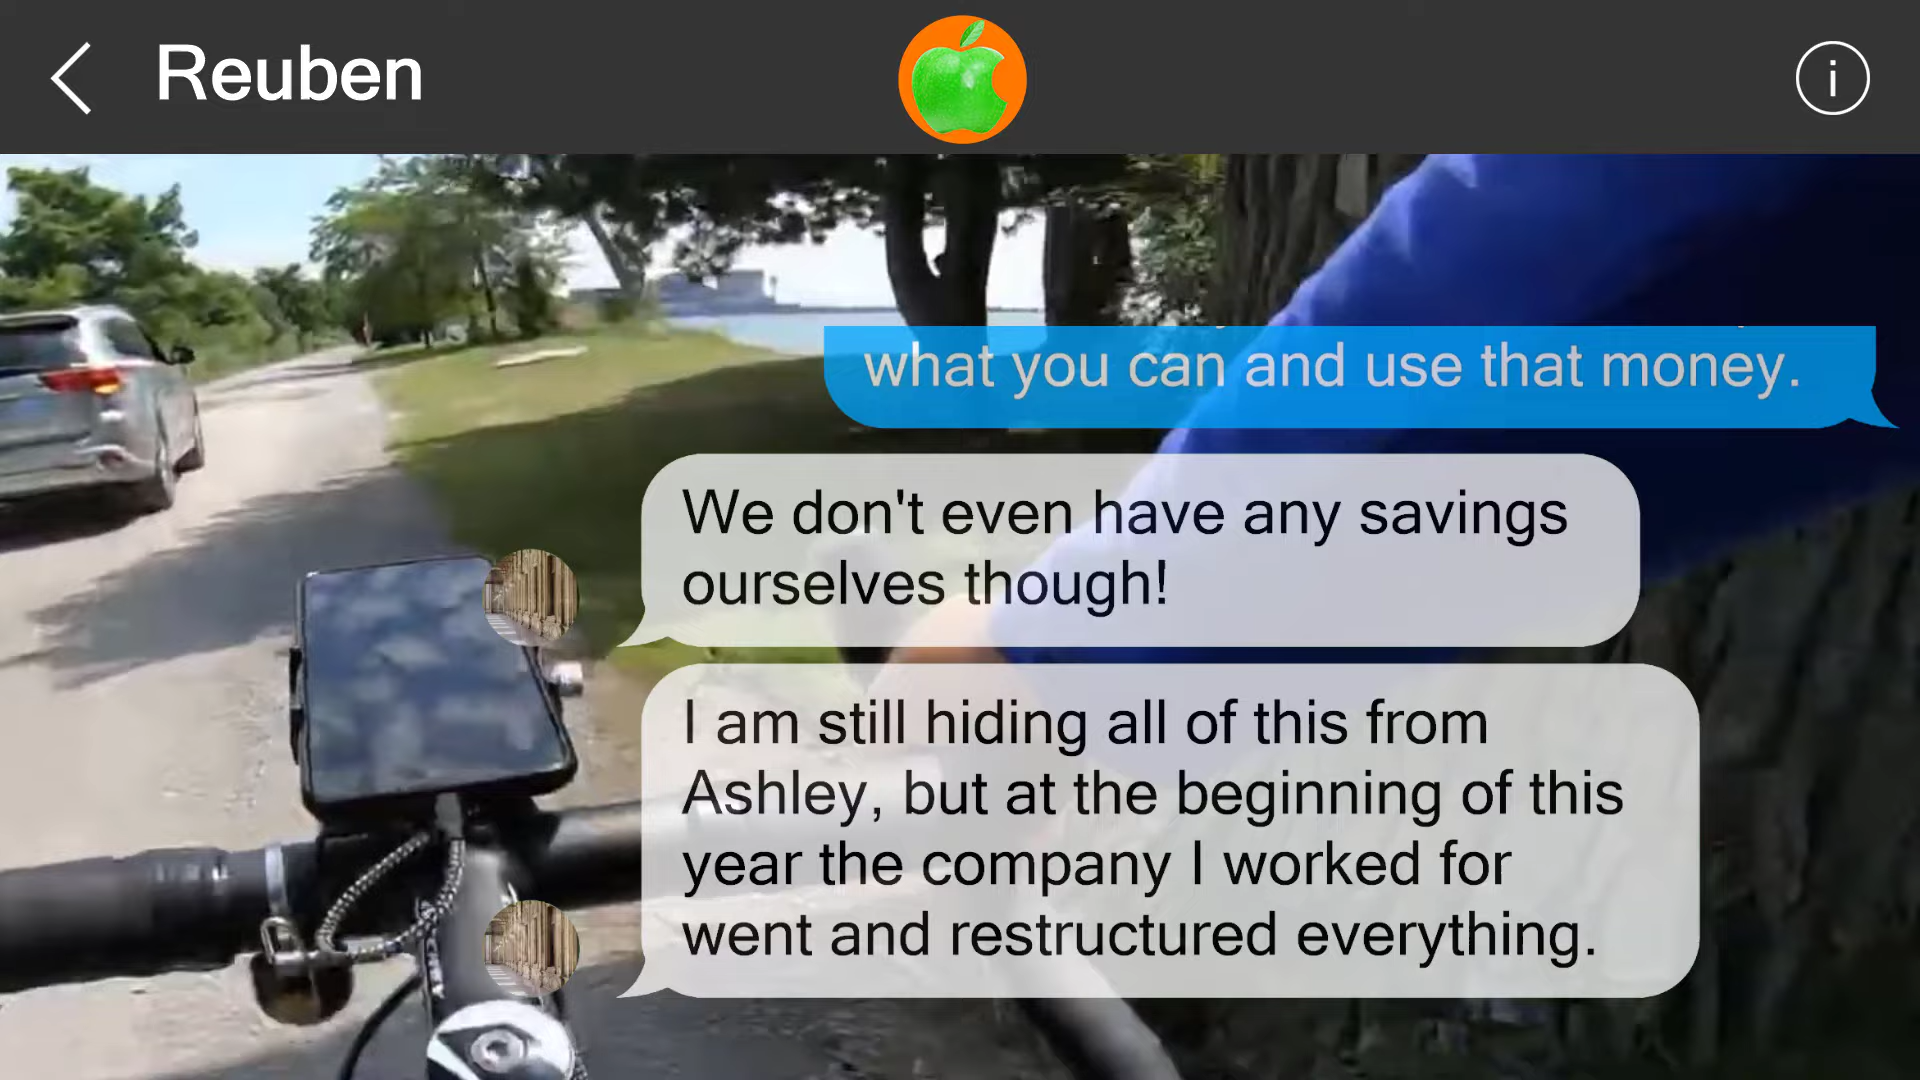 Reuben
i
what you can and use that money.
We don't even have any savings
ourselves though!
I am still hiding all of this from
Ashley, but at the beginning of this
year the company I worked for
went and restructured everything.